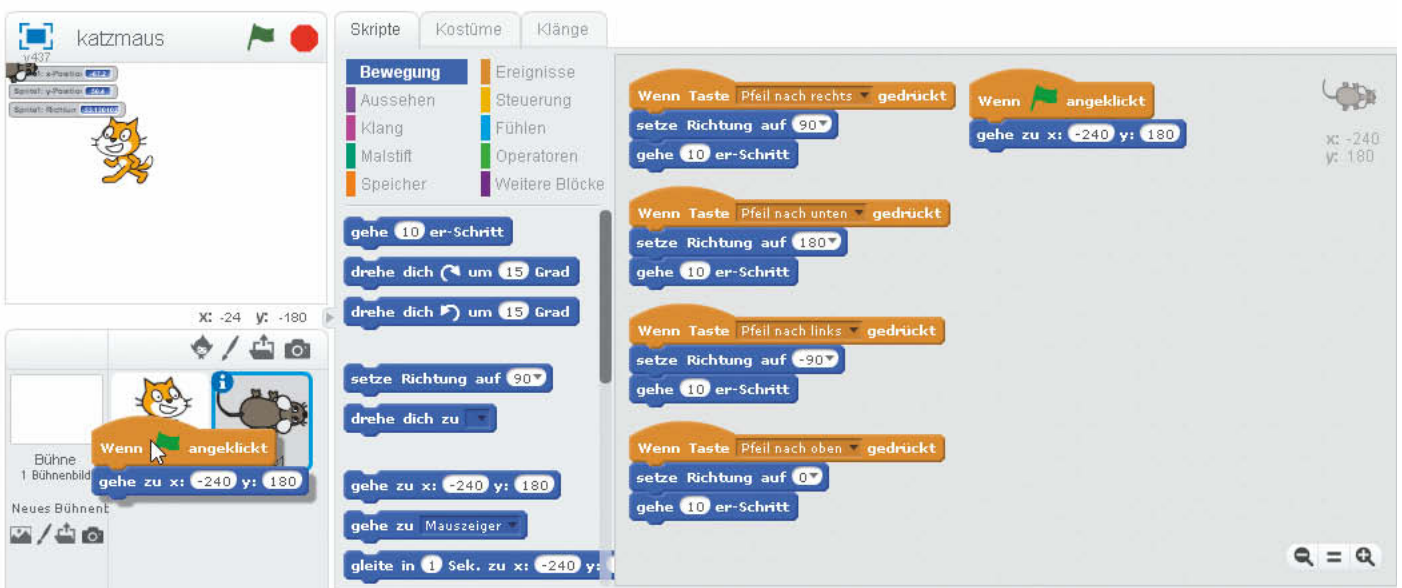 katzmaus
v437
Sprite1: x-Position
Sprite1: y-Position
Sprite1: Richtung
X: -24 y: -180
Bühne
1 Bühnenbild
Neues Bühnenb
Wenn angeklickt
gehe zu x: -240 y: 180
Skripte Kostüme Klänge
Bewegung Ereignisse
Aussehen Steuerung
Klang Fühlen
Malstift Operatoren
Speicher Weitere Blöcke
gehe 10 er-Schritt
drehe dich um 15 Grad
drehe dich um 15 Grad
setze Richtung auf 90
drehe dich zu
gehe zu x: -240 y: 180
gehe zu Mauszeiger
gleite in 1 Sek. zu x: -240 y:
Wenn Taste Pfeil nach rechts gedrückt
setze Richtung auf 90
gehe 10 er-Schritt
Wenn Taste Pfeil nach unten gedrückt
setze Richtung auf 180
gehe 10 er-Schritt
Wenn Taste Pfeil nach links gedrückt
setze Richtung auf -90
gehe 10 er-Schritt
Wenn Taste Pfeil nach oben gedrückt
setze Richtung auf 0
gehe 10 er-Schritt
Wenn angeklickt
gehe zu x: -240 y: 180
x: -240
y: 180